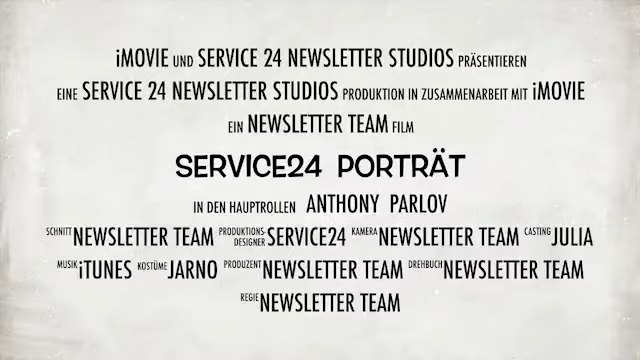 iMOVIE UND SERVICE 24 NEWSLETTER STUDIOS PRÄSENTIEREN
EINE SERVICE 24 NEWSLETTER STUDIOS PRODUKTION IN ZUSAMMENARBEIT MIT iMOVIE
EIN NEWSLETTER TEAM FILM
SERVICE24 PORTRÄT
IN DEN HAUPTROLLEN ANTHONY PARLOV
SCHNITT NEWSLETTER TEAM PRODUKTIONS-DESIGNER SERVICE24 KAMERA NEWSLETTER TEAM CASTING JULIA
MUSIK iTUNES KOSTÜME JARNO PRODUZENT NEWSLETTER TEAM DREHBUCH NEWSLETTER TEAM
REGIE NEWSLETTER TEAM